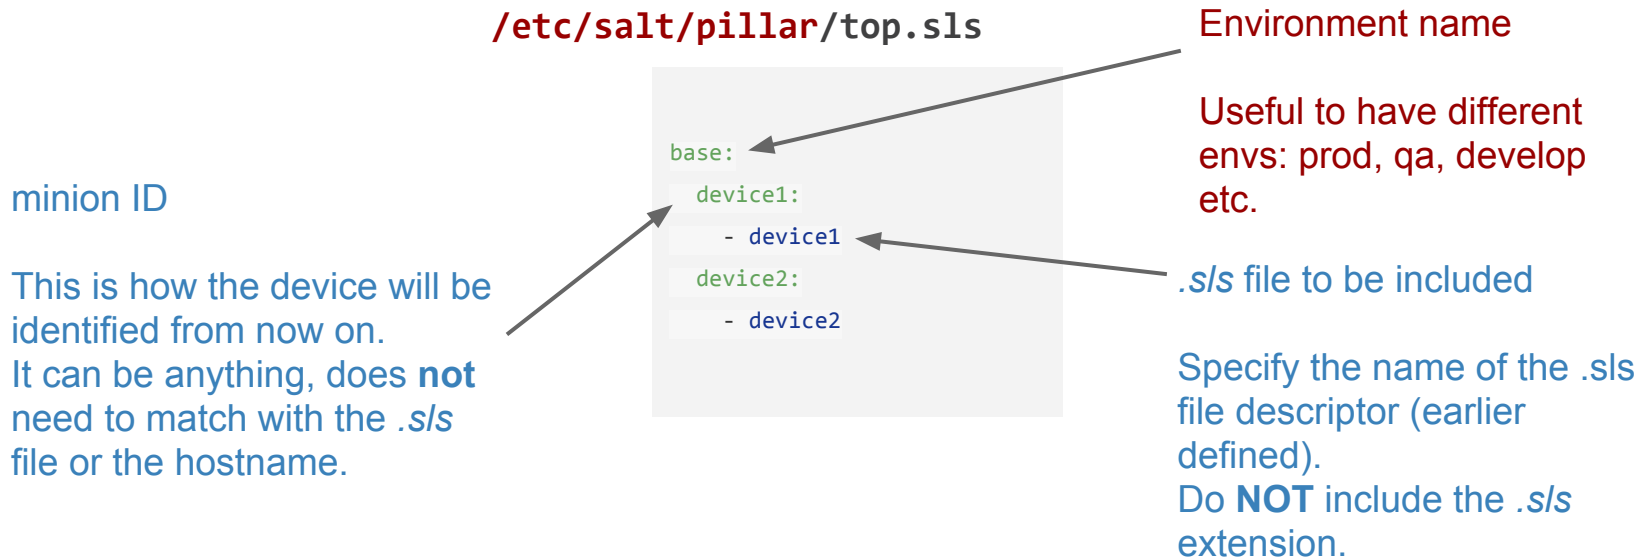 /etc/salt/pillar/top.sls
Environment name
Useful to have different
envs: prod, qa, develop
etc.
base:
device1:
- device1
device2:
- device2
minion ID
This is how the device will be
identified from now on.
It can be anything, does not
need to match with the .sls
file or the hostname.
.sls file to be included
Specify the name of the .sls
file descriptor (earlier
defined).
Do NOT include the .sls
extension.